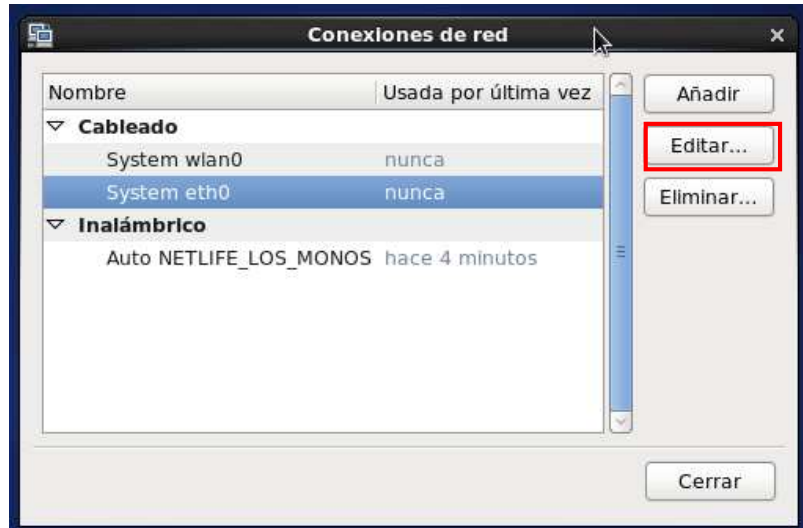 Conexiones de red
Nombre Usada por última vez
Cableado
System wlan0 nunca
System eth0 nunca
Inalámbrico
Auto NETLIFE_LOS_MONOS hace 4 minutos
Añadir
Editar...
Eliminar...
Cerrar